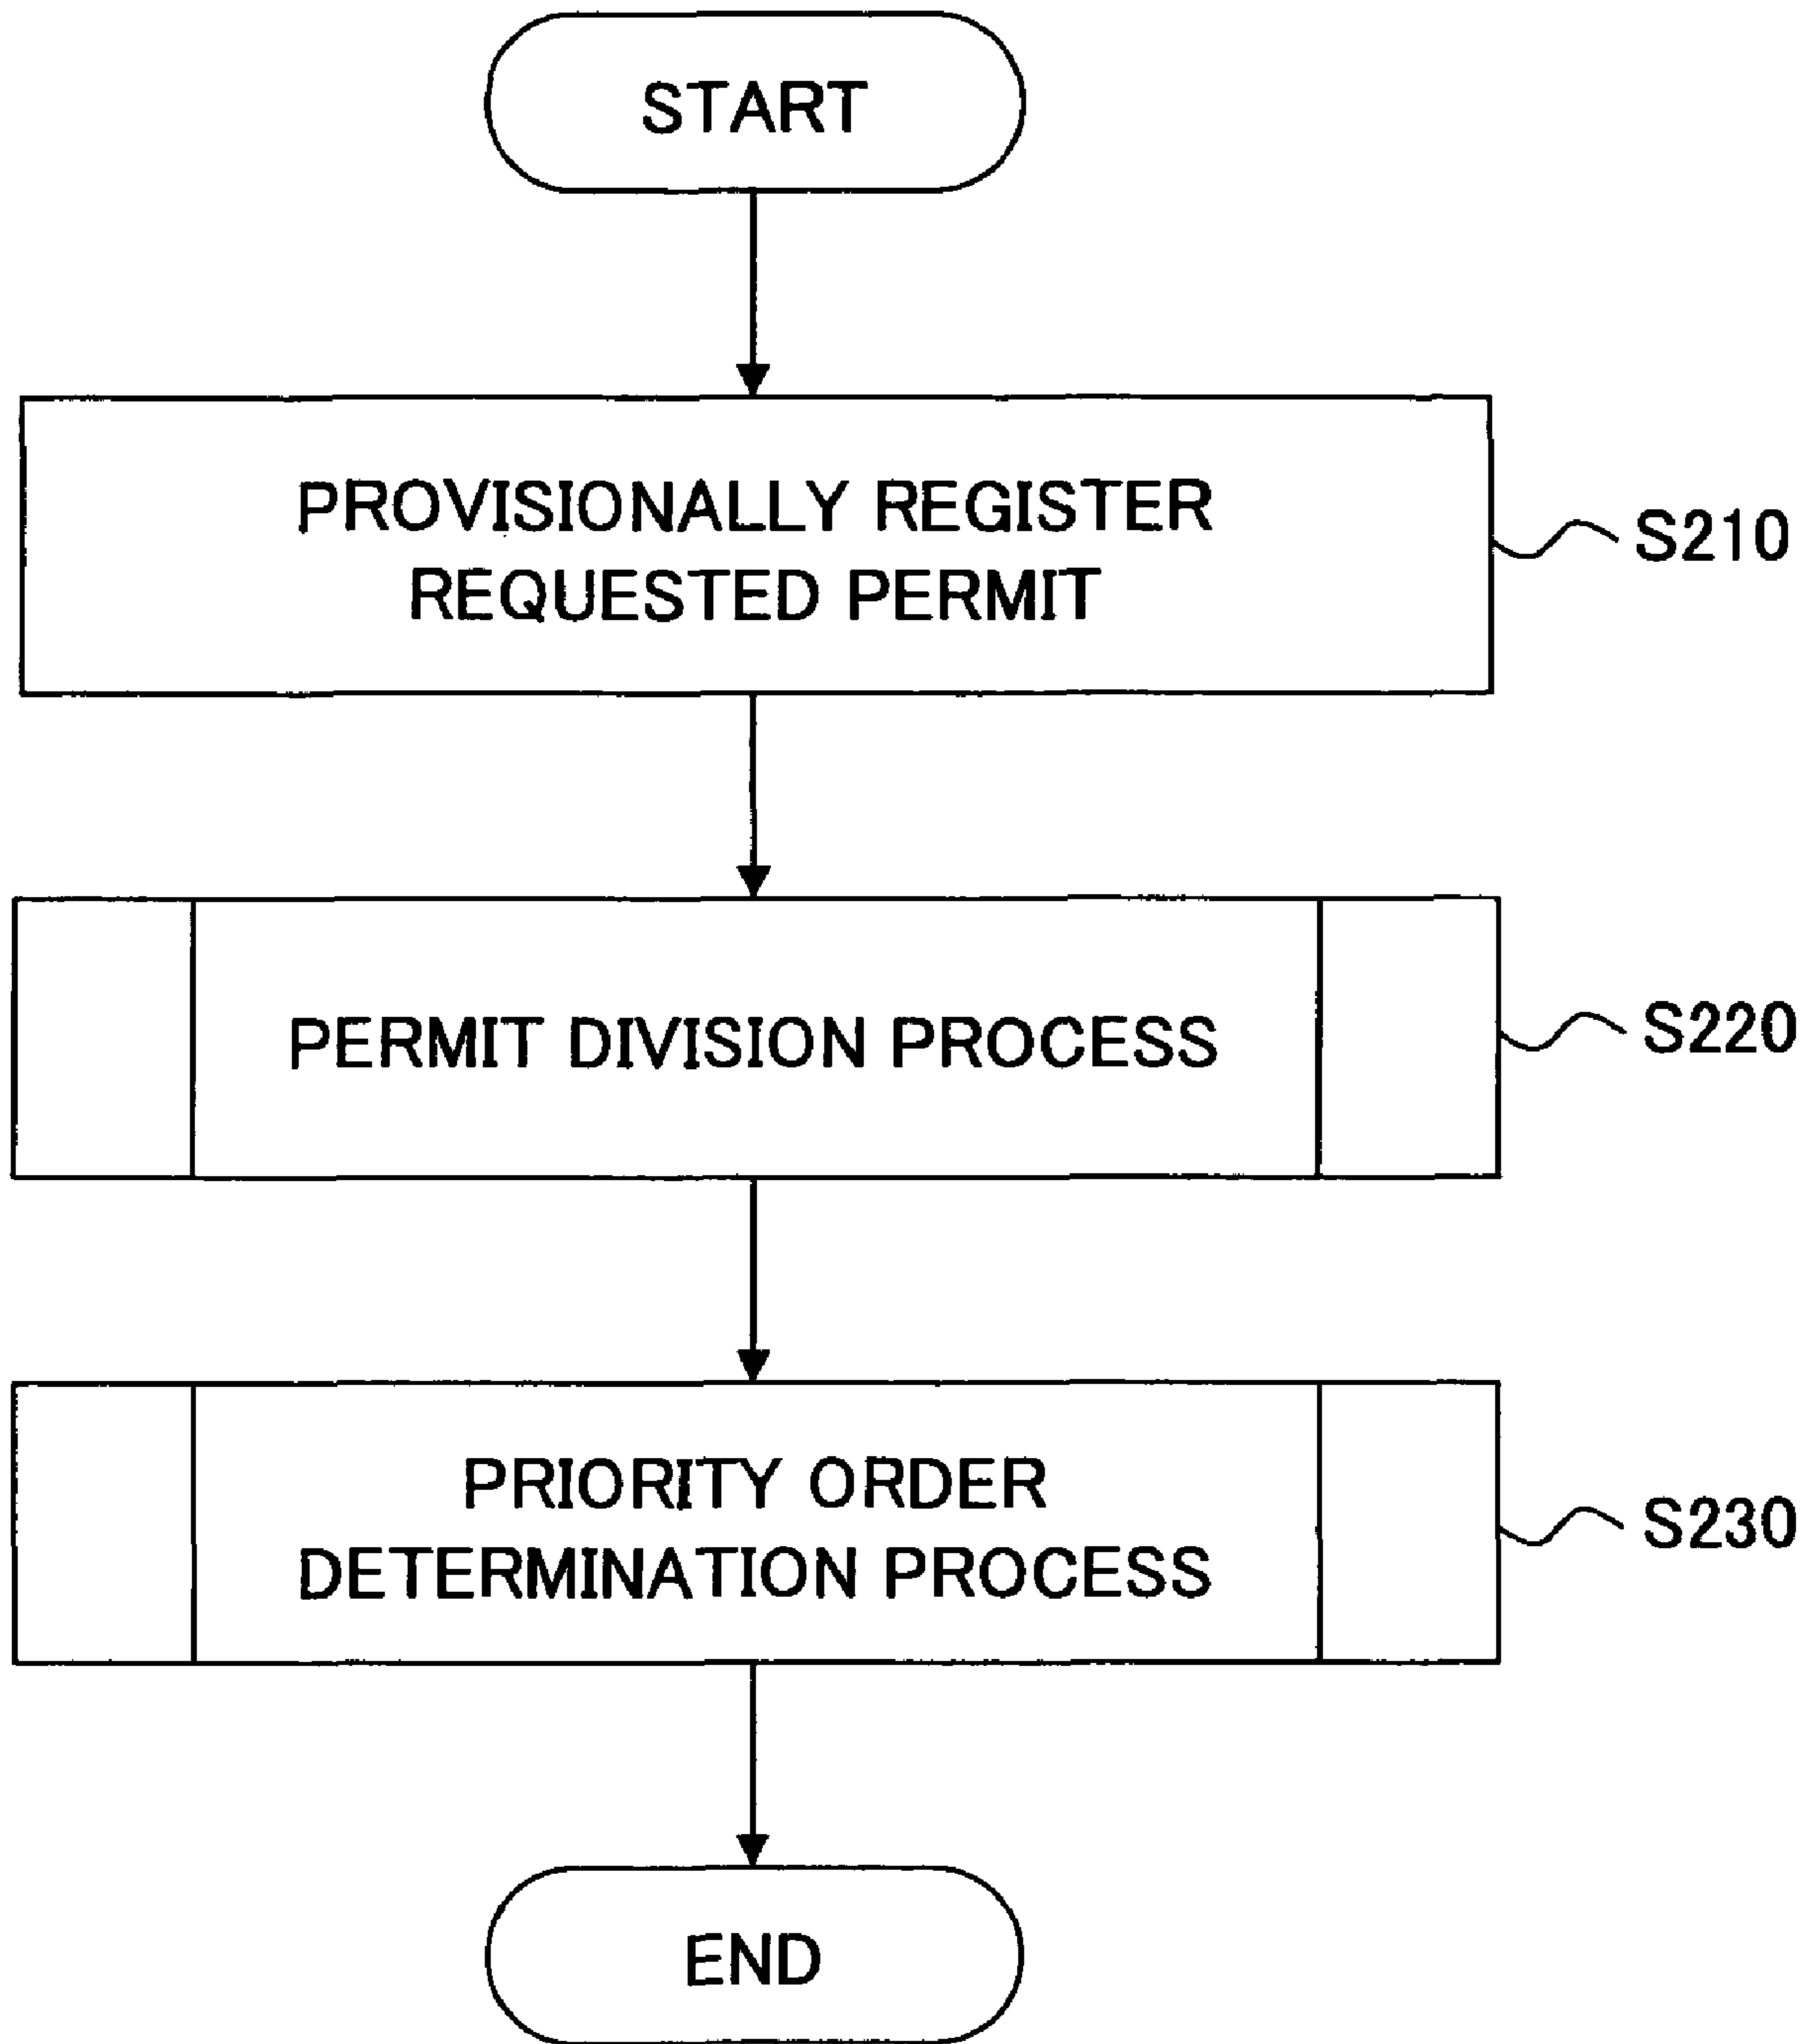 START
PROVISIONALLY REGISTER
REQUESTED PERMIT
S210
PERMIT DIVISION PROCESS
S220
PRIORITY ORDER
DETERMINATION PROCESS
S230
END